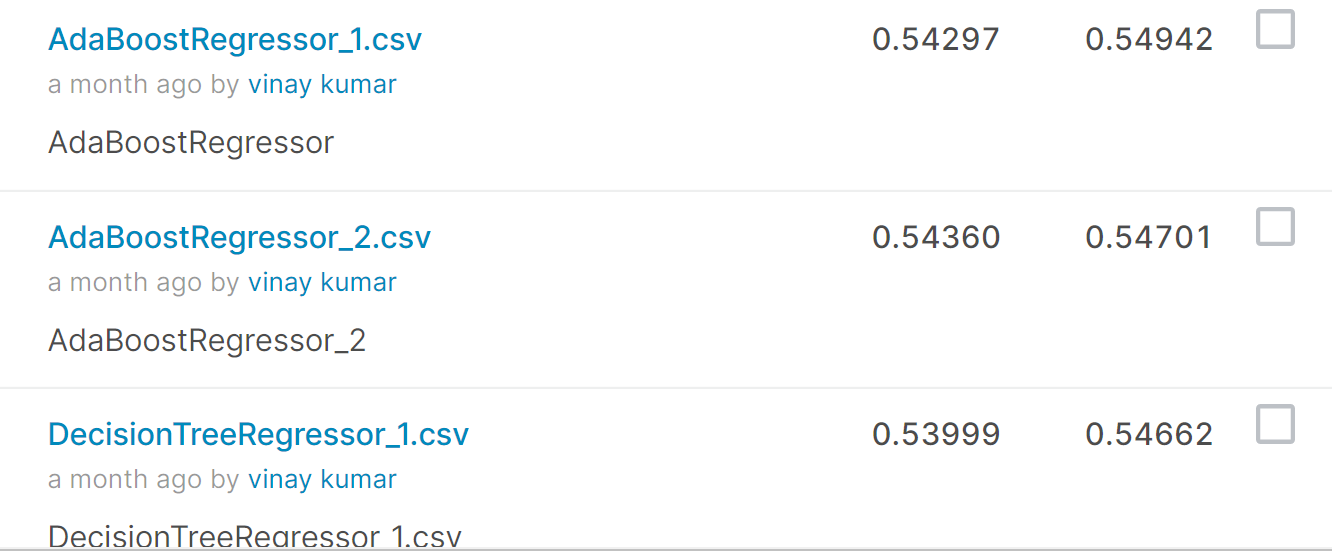 AdaBoostRegressor_1.csv 0.54297 0.54942
a month ago by vinay kumar
AdaBoostRegressor
AdaBoostRegressor_2.csv 0.54360 0.54701
a month ago by vinay kumar
AdaBoostRegressor_2
DecisionTreeRegressor_1.csv 0.53999 0.54662
a month ago by vinay kumar
DecisionTreeRegressor_1.csv